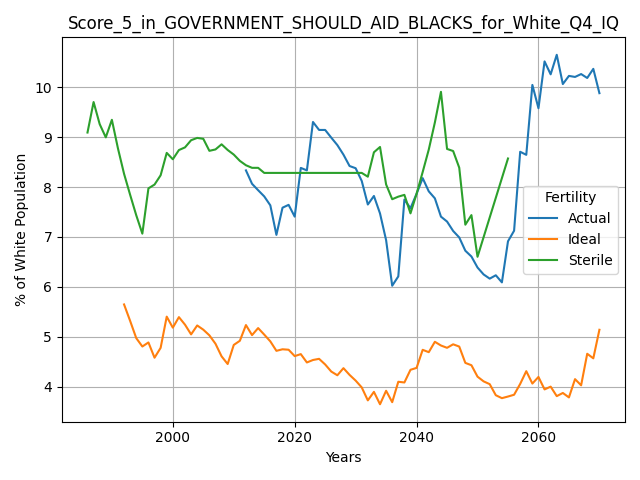 Score_5_in_GOVERNMENT_SHOULD_AID_BLACKS_for_White_Q4_IQ
% of White Population
10
9
8
7
6
5
4
Fertility
Actual
Ideal
Sterile
2000 2020 2040 2060
Years